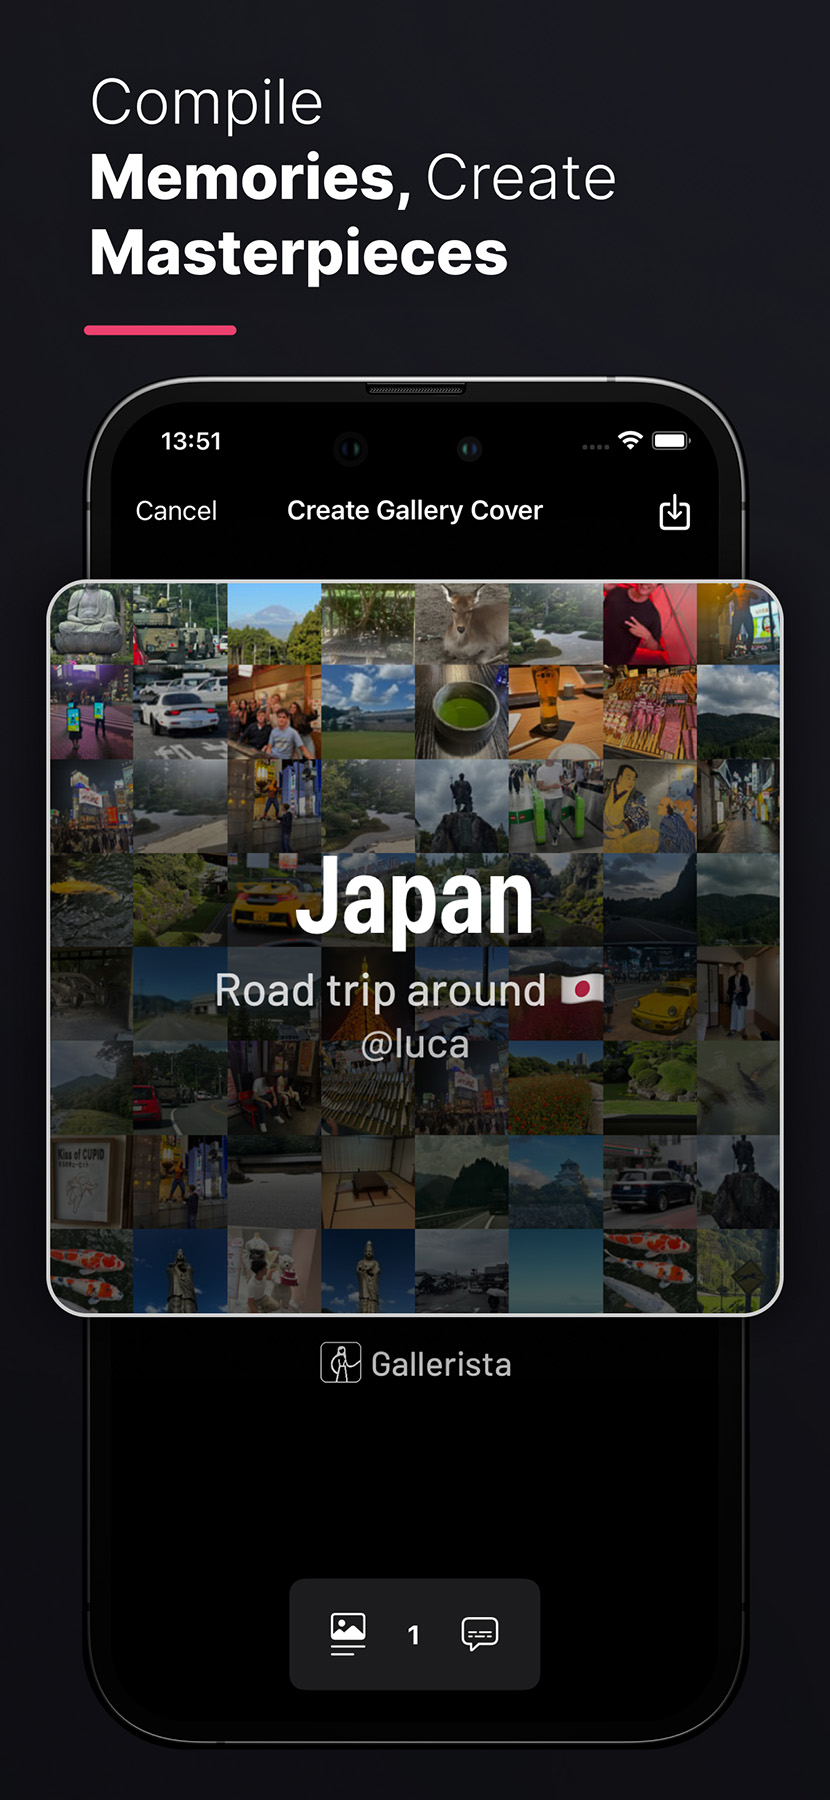 Compile
Memories, Create
Masterpieces
13:51
Cancel
Create Gallery Cover
Japan
Road trip around 🇯🇵
@luca
Kiss of CUPID
Gallerista
1